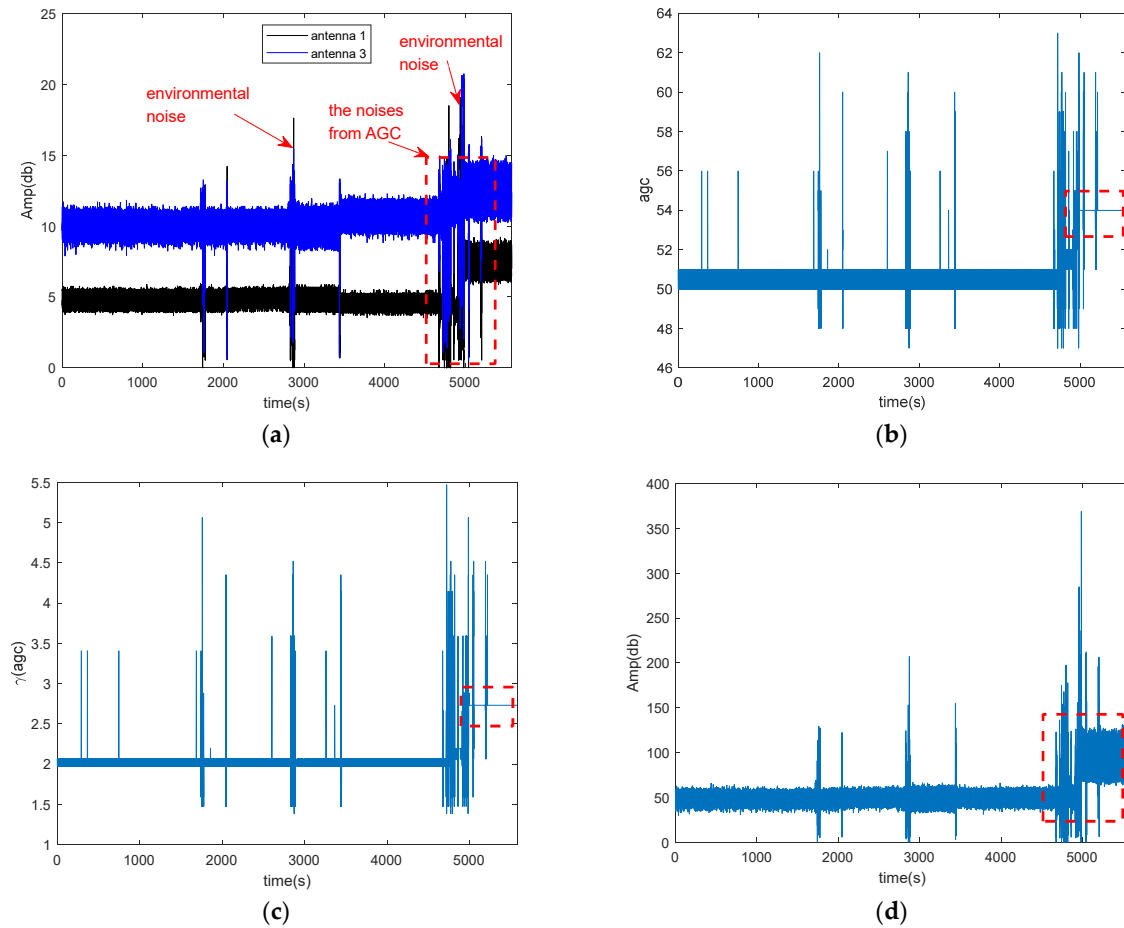 25
20
15
10
5
0
Amp(db)
antenna 1
antenna 3
environmental
noise
environmental
noise
the noises
from AGC
0 1000 2000 3000 4000 5000
time(s)
(a)
64
62
60
58
56
54
52
50
48
46
agc
0 1000 2000 3000 4000 5000
time(s)
(b)
5.5
5
4.5
4
3.5
3
2.5
2
1.5
1
γ(agc)
0 1000 2000 3000 4000 5000
time(s)
(c)
400
350
300
250
200
150
100
50
0
Amp(db)
0 1000 2000 3000 4000 5000
time(s)
(d)